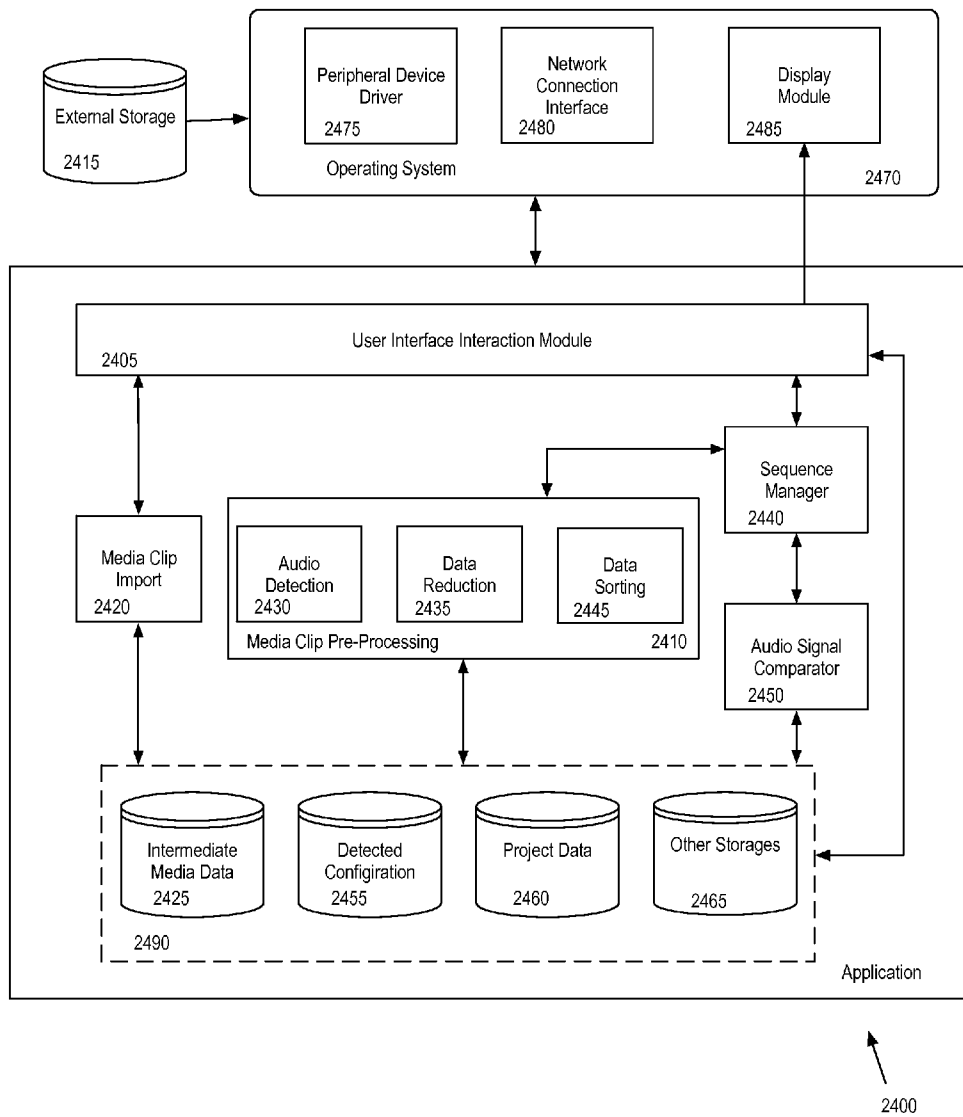 External Storage
2415
Peripheral Device
Driver
2475
Network
Connection
Interface
2480
Display
Module
2485
Operating System
2470
User Interface Interaction Module
2405
Sequence
Manager
2440
Media Clip
Import
2420
Audio
Detection
2430
Data
Reduction
2435
Data
Sorting
2445
Media Clip Pre-Processing
2410
Audio Signal
Comparator
2450
Intermediate
Media Data
2425
Detected
Configiration
2455
Project Data
2460
Other Storages
2465
2490
Application
2400